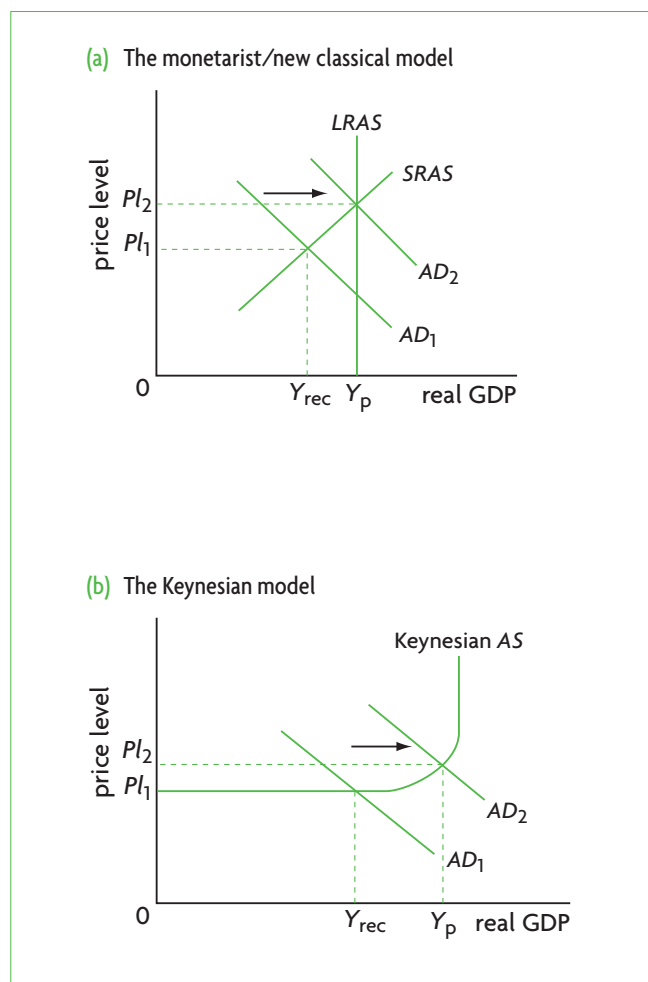 (a) The monetarist/new classical model
LRAS
SRAS
price level
Pl₂
Pl₁
AD₂
AD₁
0
Yrec
Yp
real GDP
(b) The Keynesian model
Keynesian AS
price level
Pl₂
Pl₁
AD₂
AD₁
0
Yrec
Yp
real GDP